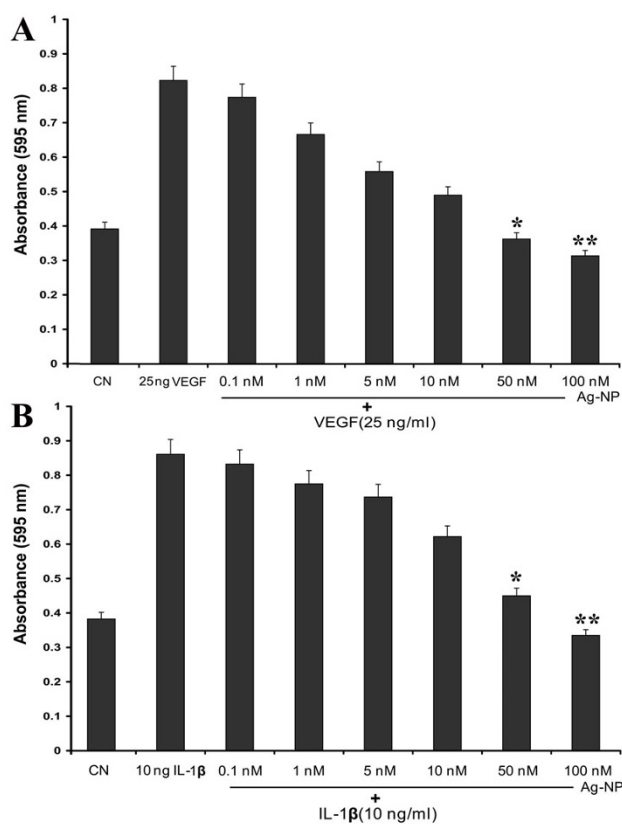 A
Absorbance (595 nm)
1
0.9
0.8
0.7
0.6
0.5
0.4
0.3
0.2
0.1
0
*
**
CN 25ng VEGF 0.1 nM 1 nM 5 nM 10 nM 50 nM 100 nM
Ag-NP
+
VEGF(25 ng/ml)
B
Absorbance (595 nm)
1
0.9
0.8
0.7
0.6
0.5
0.4
0.3
0.2
0.1
0
*
**
CN 10ng IL-1β 0.1 nM 1 nM 5 nM 10 nM 50 nM 100 nM
Ag-NP
+
IL-1β(10 ng/ml)